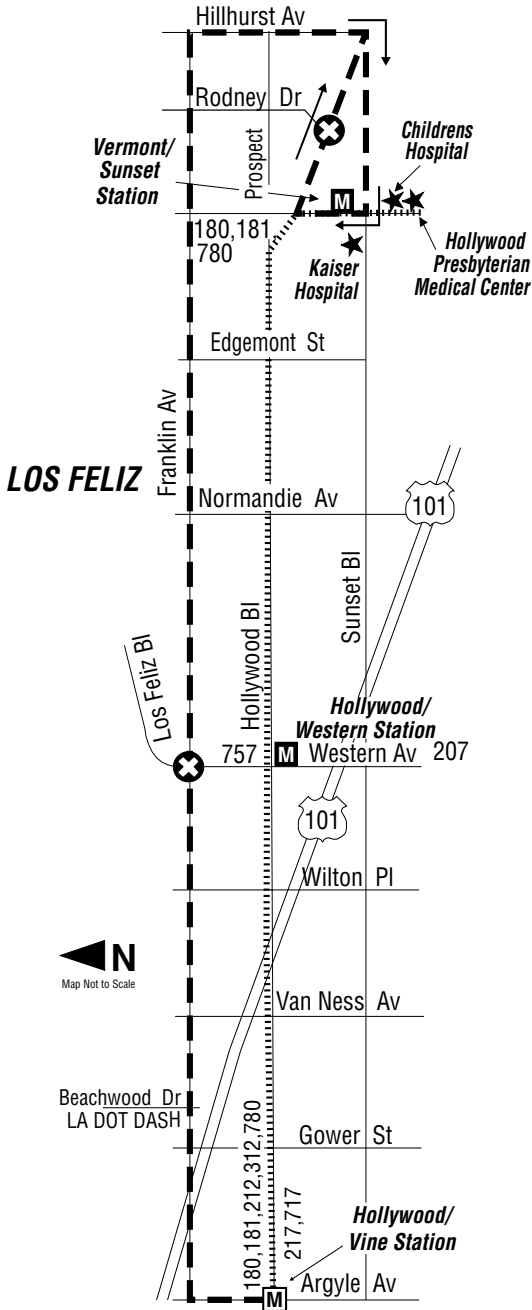 Hillhurst Av
Rodney Dr
Prospect
Vermont/
Sunset
Station
Childrens
Hospital
M
180,181,
780
Kaiser
Hospital
Hollywood
Presbyterian
Medical Center
Edgemont St
Franklin Av
LOS FELIZ
Normandie Av
101
Sunset Bl
Hollywood Bl
Los Feliz Bl
Hollywood/
Western Station
757
M
Western Av 207
101
Wilton Pl
N
Map Not to Scale
Van Ness Av
Beachwood Dr
LA DOT DASH
180,181,212,312,780
217,717
Gower St
Hollywood/
Vine Station
M
Argyle Av